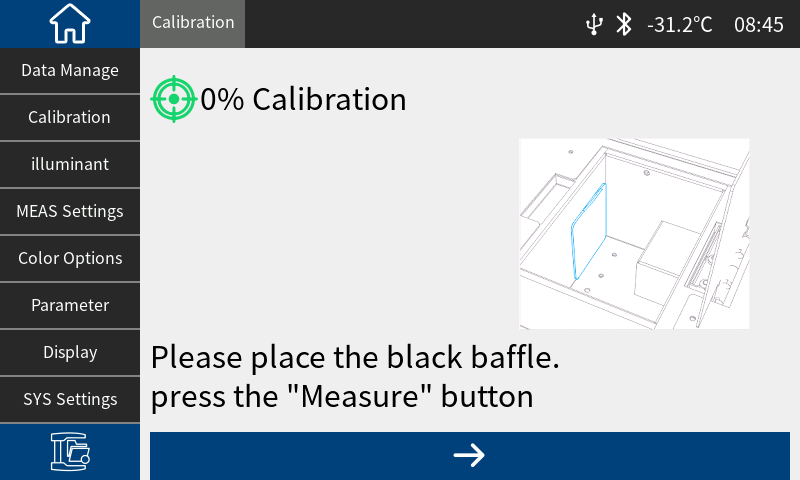 Calibration
-31.2℃
08:45
Data Manage
Calibration
illuminant
MEAS Settings
Color Options
Parameter
Display
SYS Settings
0% Calibration
Please place the black baffle.
press the "Measure" button